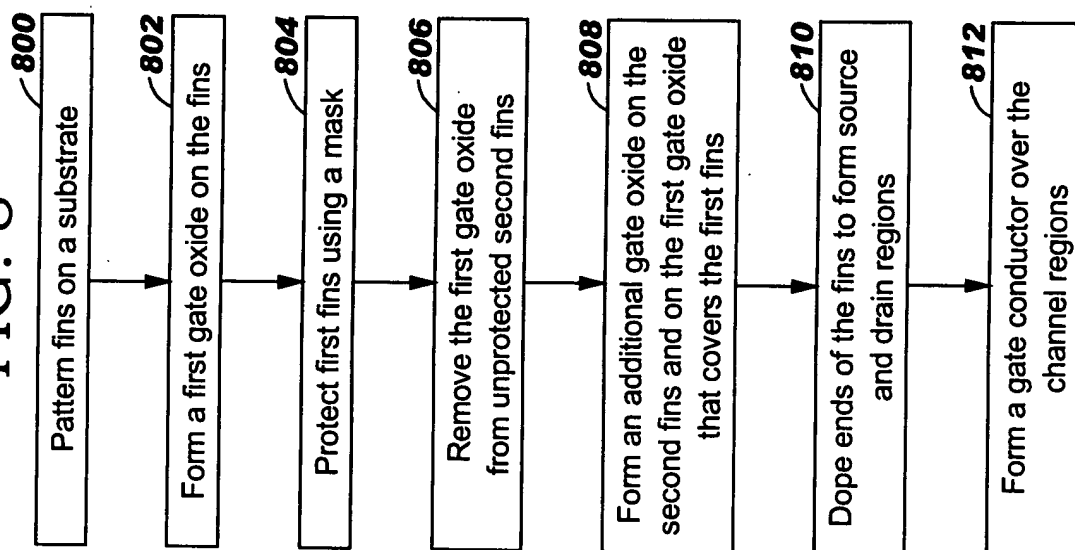 800
Pattern fins on a substrate
802
Form a first gate oxide on the fins
804
Protect first fins using a mask
806
Remove the first gate oxide
from unprotected second fins
808
Form an additional gate oxide on the
second fins and on the first gate oxide
that covers the first fins
810
Dope ends of the fins to form source
and drain regions
812
Form a gate conductor over the
channel regions